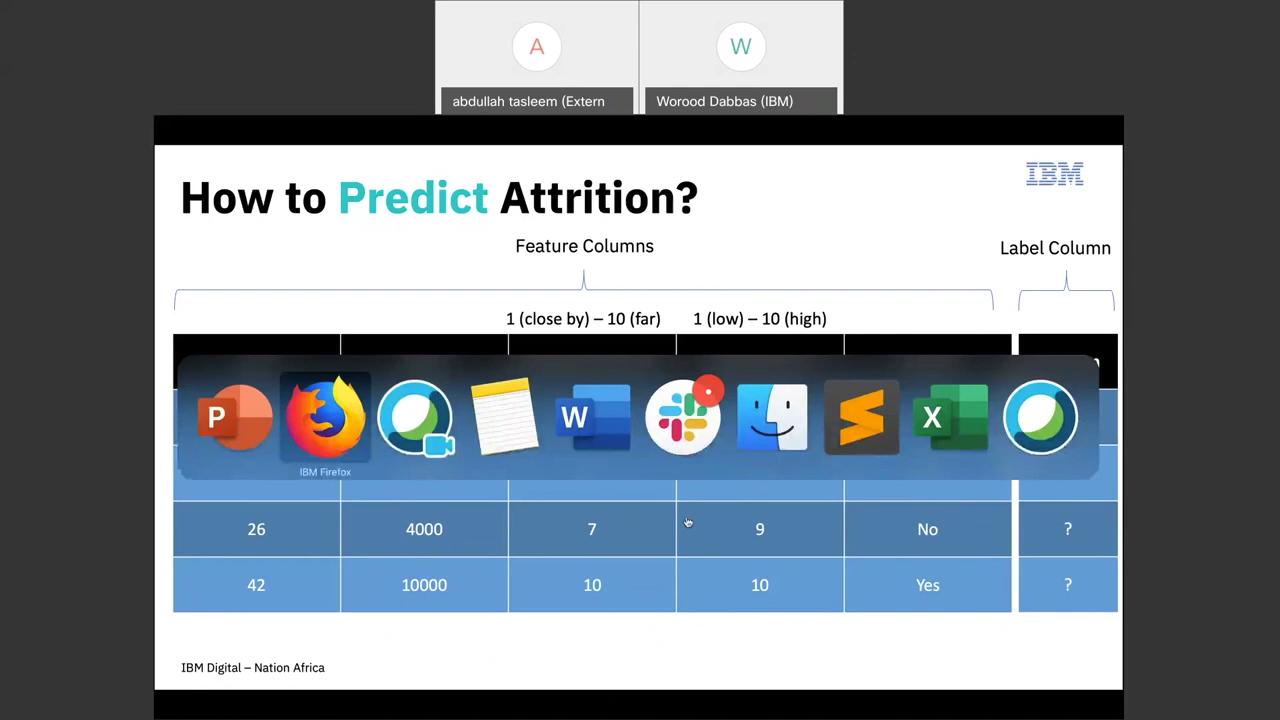 A
W
abdullah tasleem (Extern
Worood Dabbas (IBM)
IBM
How to Predict Attrition?
Feature Columns
Label Column
1 (close by) – 10 (far)
1 (low) – 10 (high)
P
W
X
IBM Firefox
26 4000 7 9 No ?
42 10000 10 10 Yes ?
IBM Digital – Nation Africa